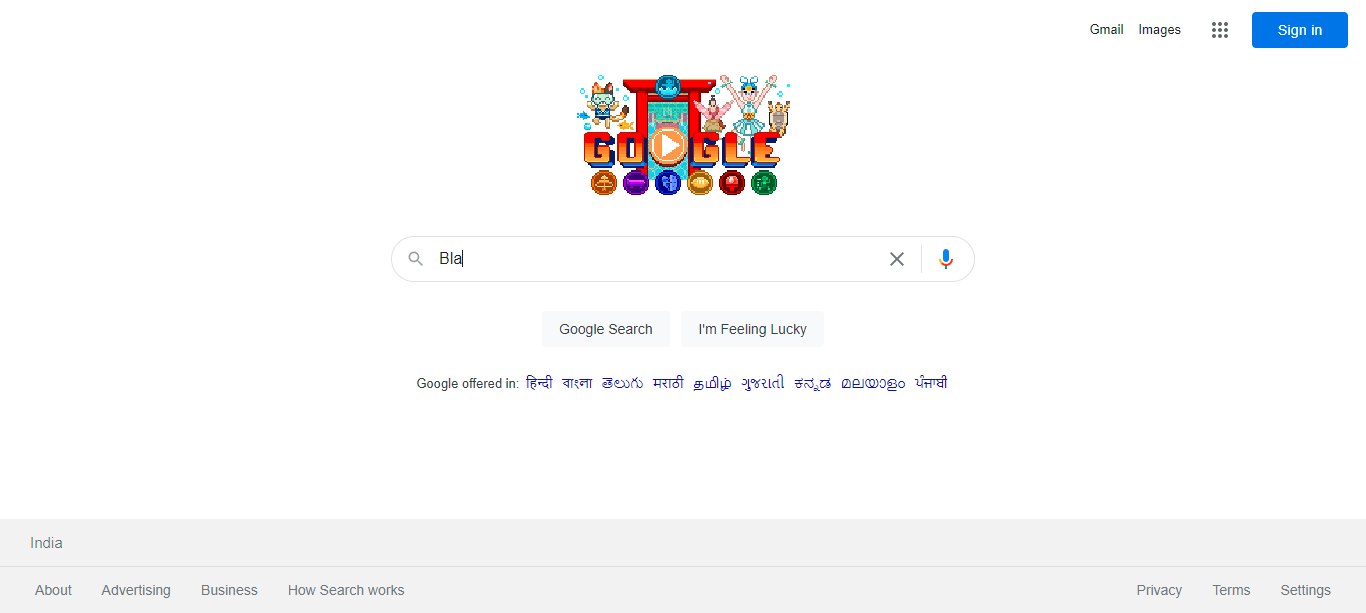 Gmail Images Sign in
GOOGLE
Bla
Google Search I'm Feeling Lucky
Google offered in: हिन्दी বাংলা తెలుగు मराठी தமிழ் ગુજરાતી ಕನ್ನಡ മലയാളം ਪੰਜਾਬੀ
India
About Advertising Business How Search works Privacy Terms Settings